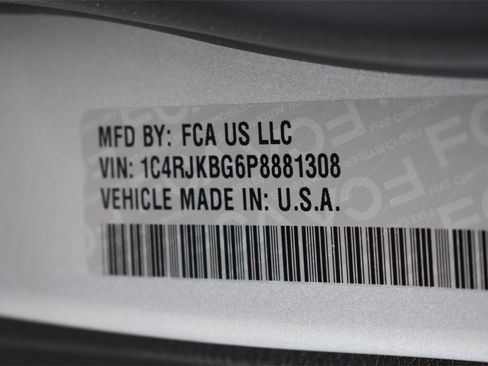 MFD BY: FCA US LLC
VIN: 1C4RJKBG6P8881308
VEHICLE MADE IN: U.S.A.